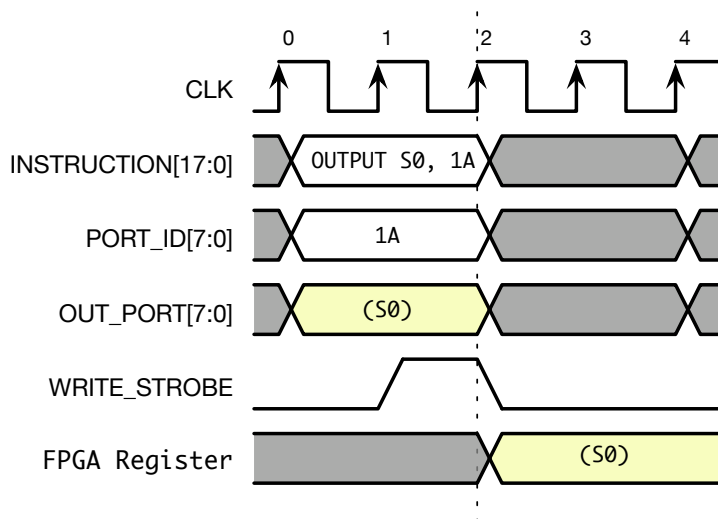 0 1 2 3 4
CLK
INSTRUCTION[17:0] OUTPUT S0, 1A
PORT_ID[7:0] 1A
OUT_PORT[7:0] (S0)
WRITE_STROBE
FPGA Register (S0)